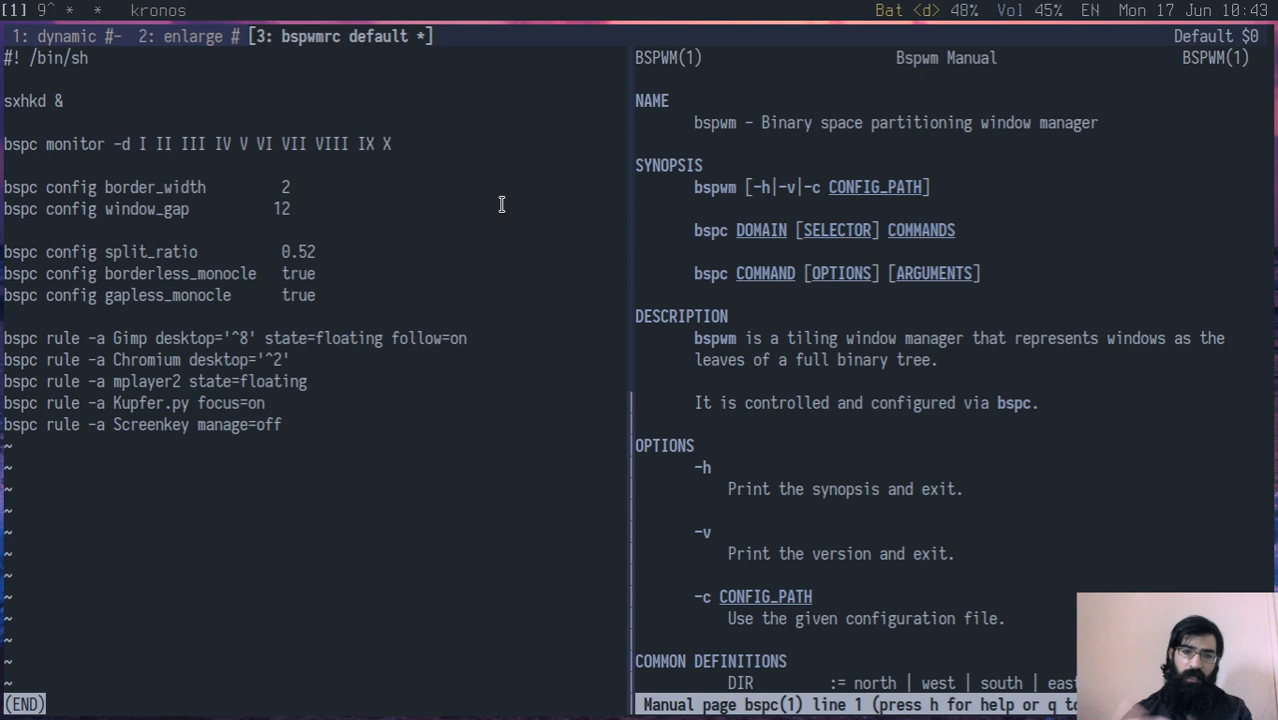 [1] 9^ * * kronos Bat <d> 48% Vol 45% EN Mon 17 Jun 10:43
1: dynamic #- 2: enlarge # [3: bspwmrc default *] Default $0
#! /bin/sh
sxhkd &
bspc monitor -d I II III IV V VI VII VIII IX X
bspc config border_width 2
bspc config window_gap 12
bspc config split_ratio 0.52
bspc config borderless_monocle true
bspc config gapless_monocle true
bspc rule -a Gimp desktop='^8' state=floating follow=on
bspc rule -a Chromium desktop='^2'
bspc rule -a mplayer2 state=floating
bspc rule -a Kupfer.py focus=on
bspc rule -a Screenkey manage=off
~
~
~
~
~
~
~
~
~
~
~
~
(END)
BSPWM(1) Bspwm Manual BSPWM(1)
NAME
bspwm - Binary space partitioning window manager
SYNOPSIS
bspwm [-h|-v|-c CONFIG_PATH]
bspc DOMAIN [SELECTOR] COMMANDS
bspc COMMAND [OPTIONS] [ARGUMENTS]
DESCRIPTION
bspwm is a tiling window manager that represents windows as the
leaves of a full binary tree.
It is controlled and configured via bspc.
OPTIONS
-h
Print the synopsis and exit.
-v
Print the version and exit.
-c CONFIG_PATH
Use the given configuration file.
COMMON DEFINITIONS
DIR := north | west | south | east
Manual page bspc(1) line 1 (press h for help or q to